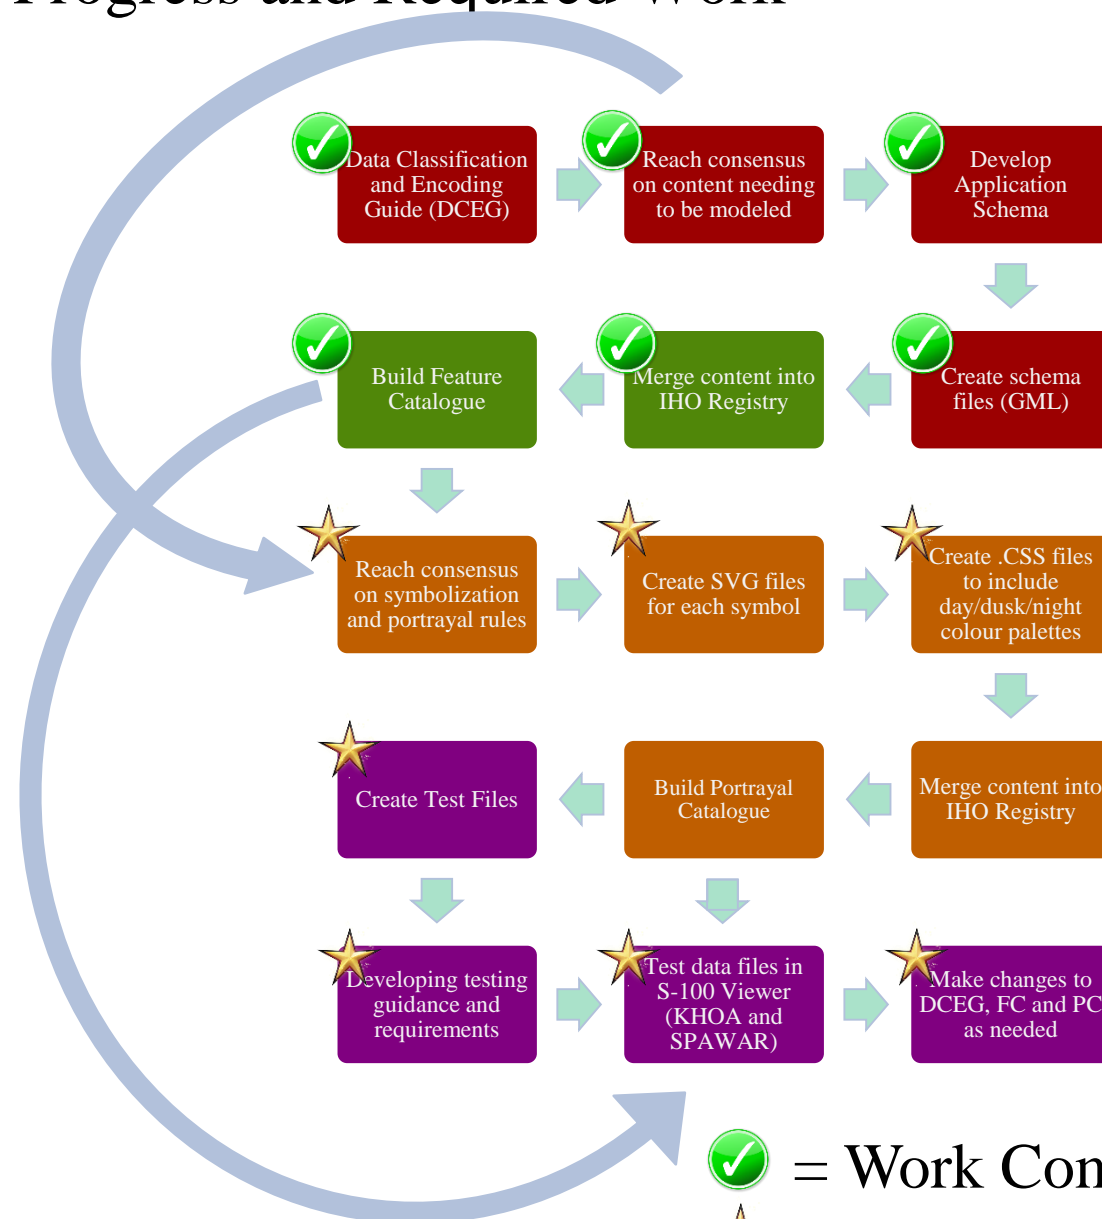 Progress and Required Work
Data Classification
and Encoding
Guide (DCEG)
Reach consensus
on content needing
to be modeled
Develop
Application
Schema
Build Feature
Catalogue
Merge content into
IHO Registry
Create schema
files (GML)
Reach consensus
on symbolization
and portrayal rules
Create SVG files
for each symbol
Create .CSS files
to include
day/dusk/night
colour palettes
Create Test Files
Build Portrayal
Catalogue
Merge content into
IHO Registry
Developing testing
guidance and
requirements
Test data files in
S-100 Viewer
(KHOA and
SPAWAR)
Make changes to
DCEG, FC and PC
as needed
= Work